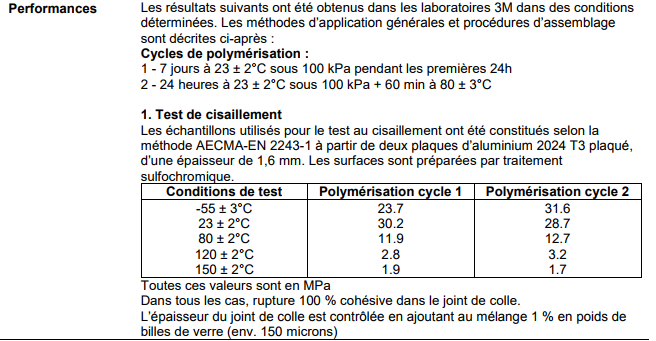 Performances
Les résultats suivants ont été obtenus dans les laboratoires 3M dans des conditions
déterminées. Les méthodes d'application générales et procédures d'assemblage
sont décrites ci-après :
Cycles de polymérisation :
1 - 7 jours à 23 ± 2°C sous 100 kPa pendant les premières 24h
2 - 24 heures à 23 ± 2°C sous 100 kPa + 60 min à 80 ± 3°C
1. Test de cisaillement
Les échantillons utilisés pour le test au cisaillement ont été constitués selon la
méthode AECMA-EN 2243-1 à partir de deux plaques d'aluminium 2024 T3 plaqué,
d'une épaisseur de 1,6 mm. Les surfaces sont préparées par traitement
sulfochromique.
Conditions de test Polymérisation cycle 1 Polymérisation cycle 2
-55 ± 3°C 23.7 31.6
23 ± 2°C 30.2 28.7
80 ± 2°C 11.9 12.7
120 ± 2°C 2.8 3.2
150 ± 2°C 1.9 1.7
Toutes ces valeurs sont en MPa
Dans tous les cas, rupture 100 % cohésive dans le joint de colle.
L'épaisseur du joint de colle est contrôlée en ajoutant au mélange 1 % en poids de
billes de verre (env. 150 microns)